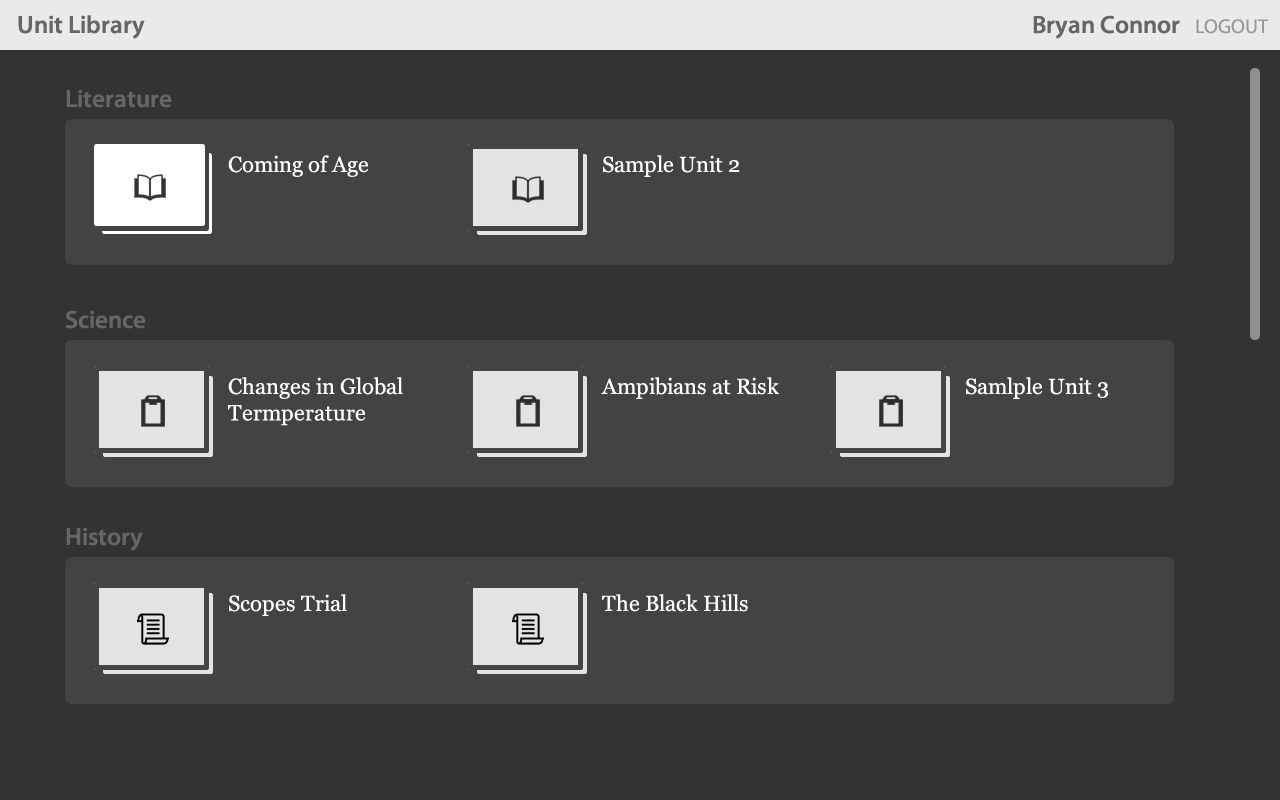 Unit Library
Bryan Connor LOGOUT
Literature
Coming of Age
Sample Unit 2
Science
Changes in Global
Termperature
Ampibians at Risk
Samlple Unit 3
History
Scopes Trial
The Black Hills